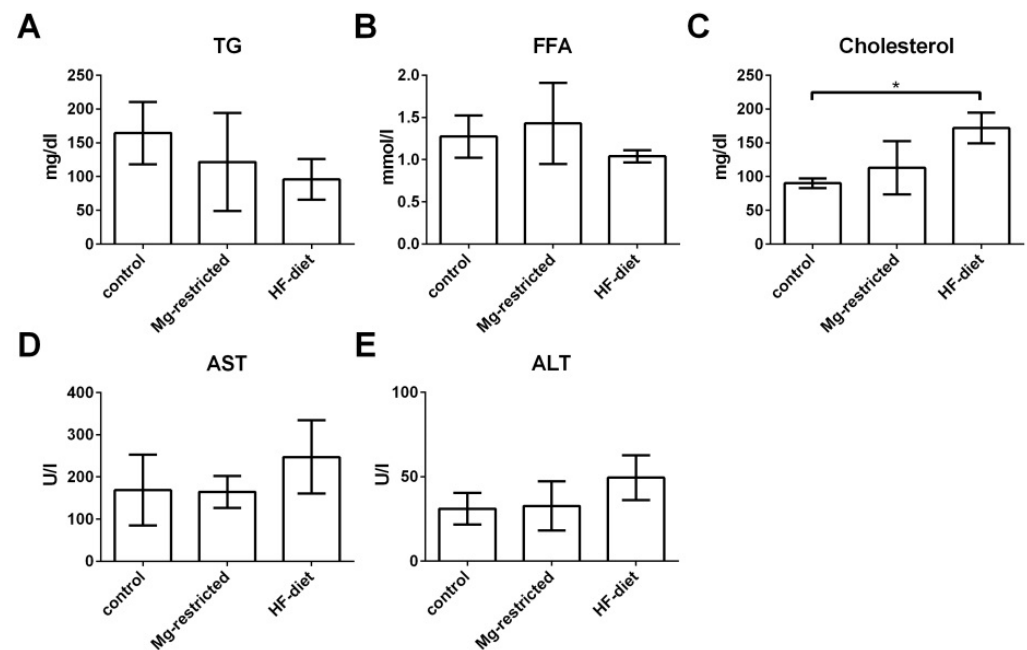 A
TG
mg/dl
250
200
150
100
50
0
control
Mg-restricted
HF-diet
B
FFA
mmol/l
2.0
1.5
1.0
0.5
0.0
control
Mg-restricted
HF-diet
C
Cholesterol
mg/dl
250
200
150
100
50
0
*
control
Mg-restricted
HF-diet
D
AST
U/l
400
300
200
100
0
control
Mg-restricted
HF-diet
E
ALT
U/l
100
50
0
control
Mg-restricted
HF-diet